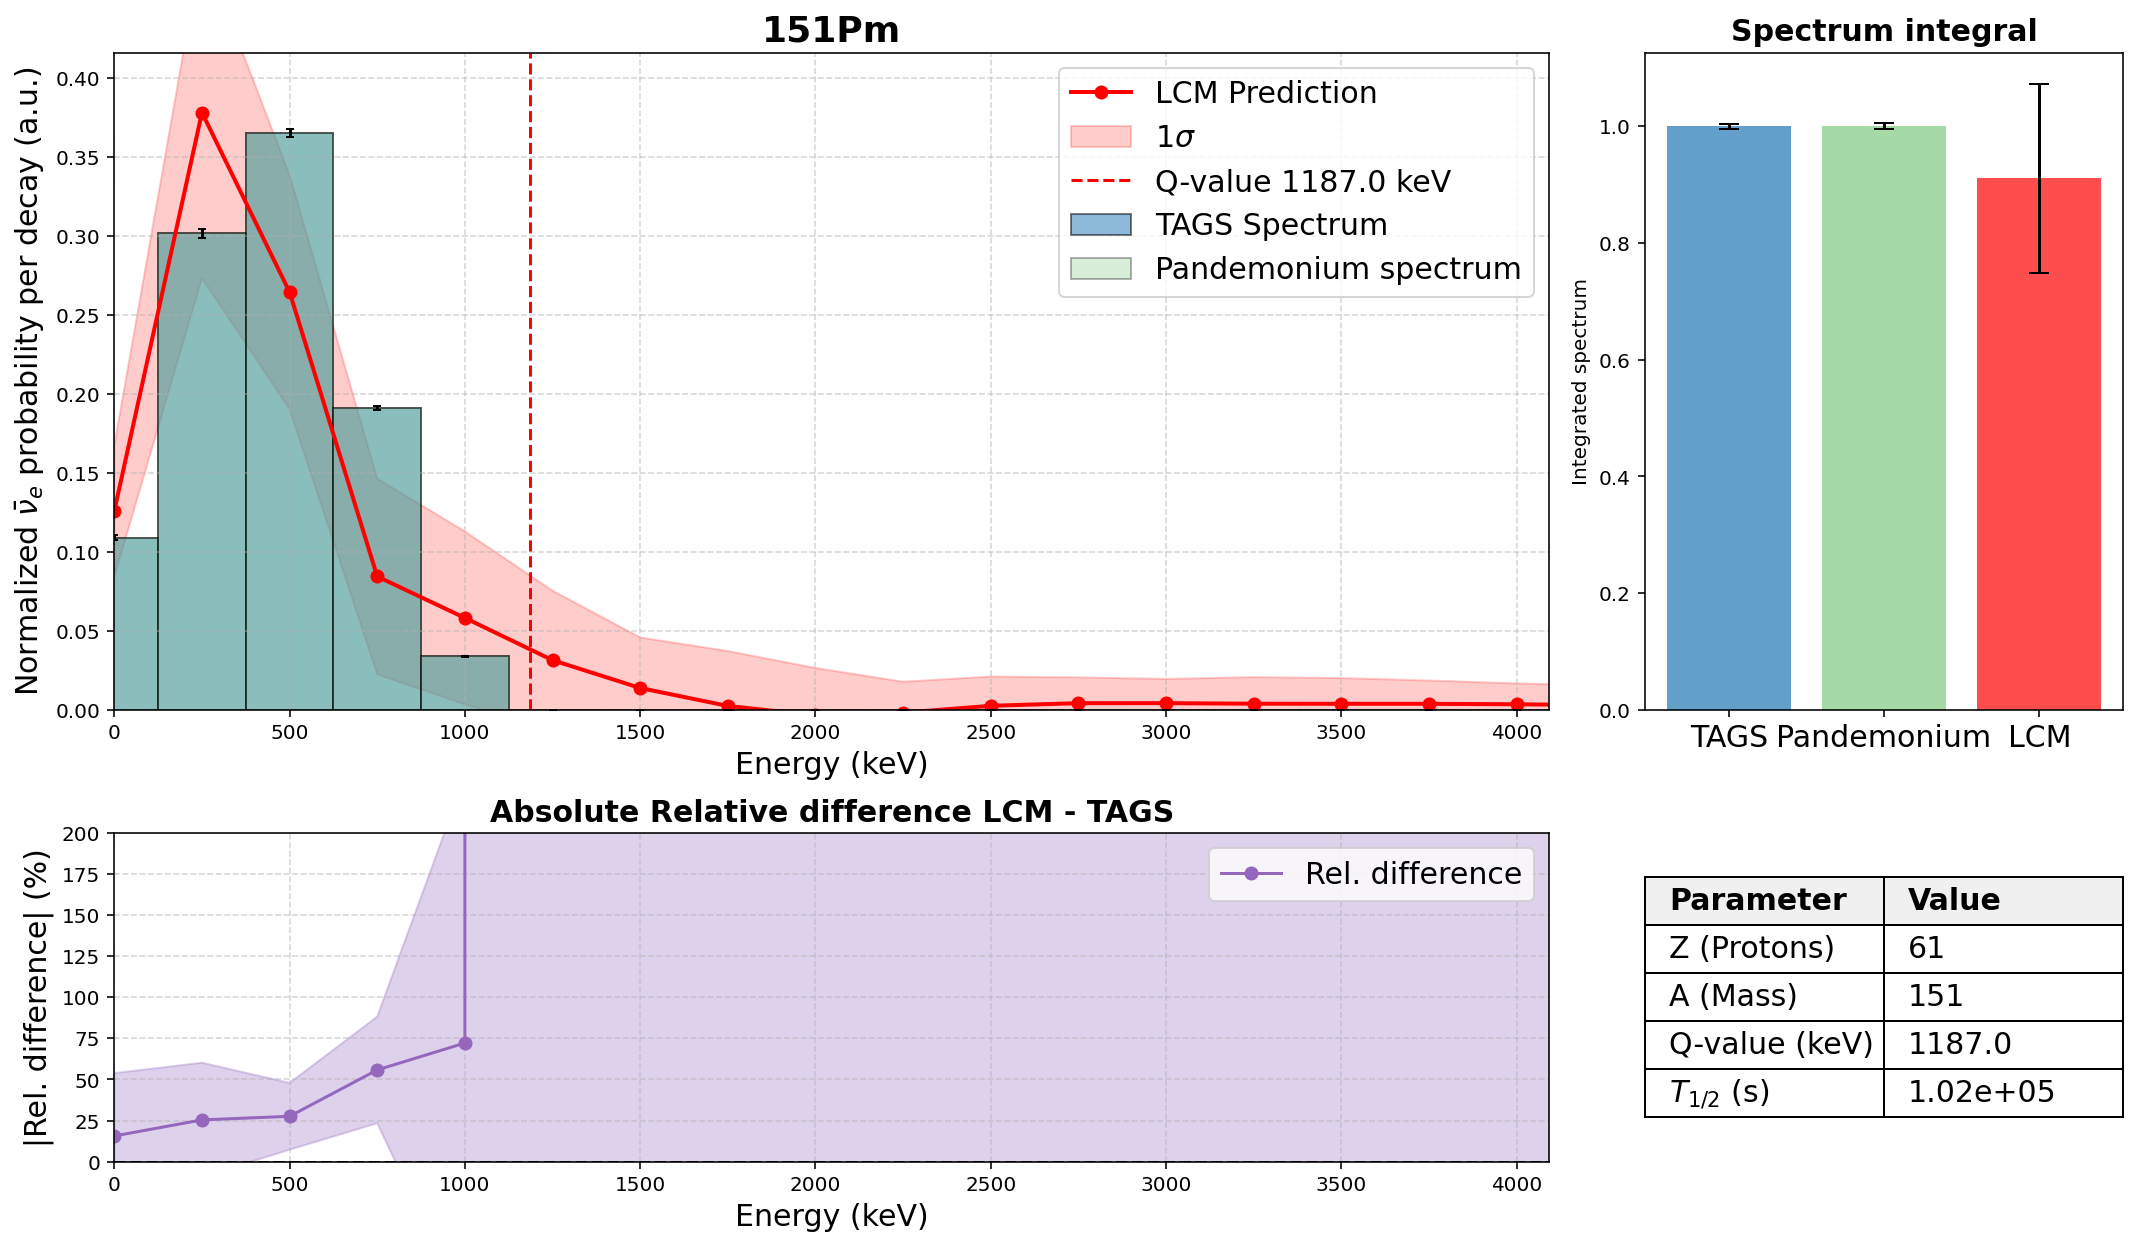 151Pm
Normalized ν̄e probability per decay (a.u.)
0.40
0.35
0.30
0.25
0.20
0.15
0.10
0.05
0.00
LCM Prediction
1σ
Q-value 1187.0 keV
TAGS Spectrum
Pandemonium spectrum
0 500 1000 1500 2000 2500 3000 3500 4000
Energy (keV)
Spectrum integral
Integrated spectrum
1.0
0.8
0.6
0.4
0.2
0.0
TAGS Pandemonium LCM
Absolute Relative difference LCM - TAGS
|Rel. difference| (%)
200
175
150
125
100
75
50
25
0
Rel. difference
0 500 1000 1500 2000 2500 3000 3500 4000
Energy (keV)
Parameter Value
Z (Protons) 61
A (Mass) 151
Q-value (keV) 1187.0
T1/2 (s) 1.02e+05